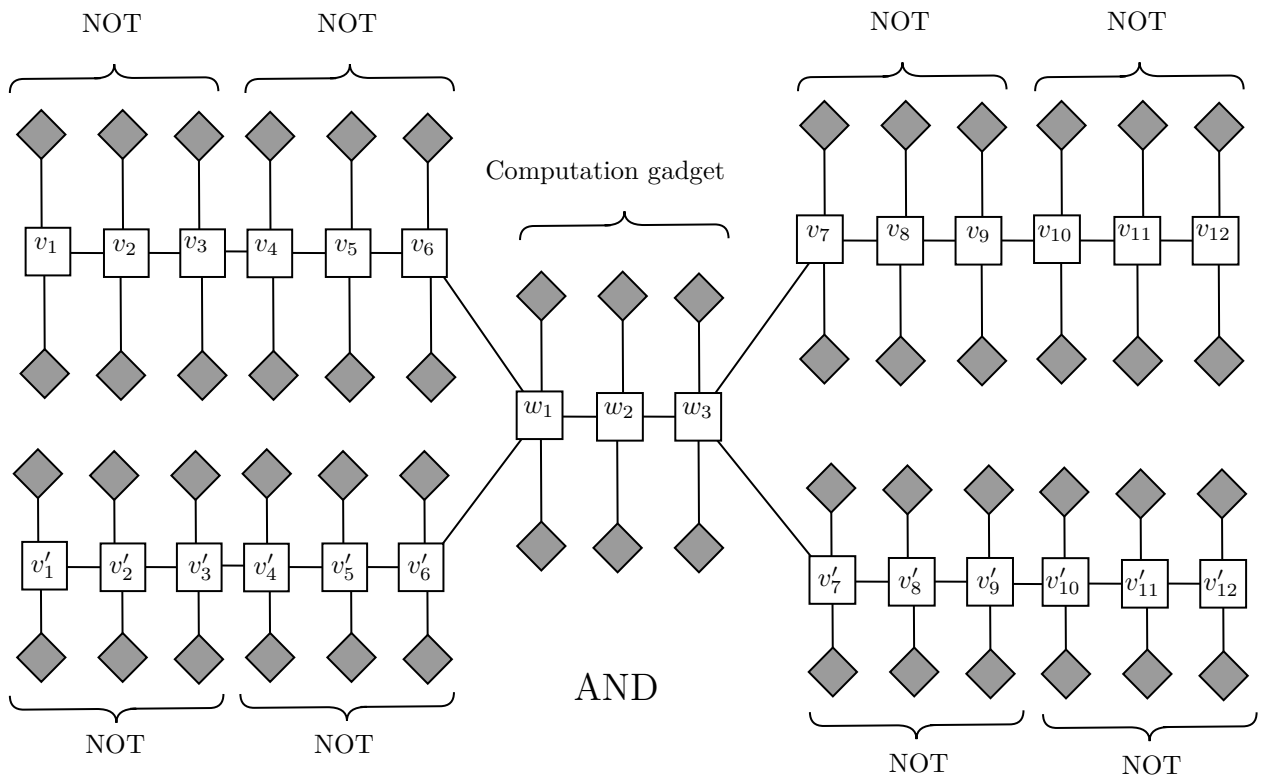 NOT NOT NOT NOT
Computation gadget
v₁ v₂ v₃ v₄ v₅ v₆ v₇ v₈ v₉ v₁₀ v₁₁ v₁₂
w₁ w₂ w₃
v′₁ v′₂ v′₃ v′₄ v′₅ v′₆ v′₇ v′₈ v′₉ v′₁₀ v′₁₁ v′₁₂
AND
NOT NOT NOT NOT